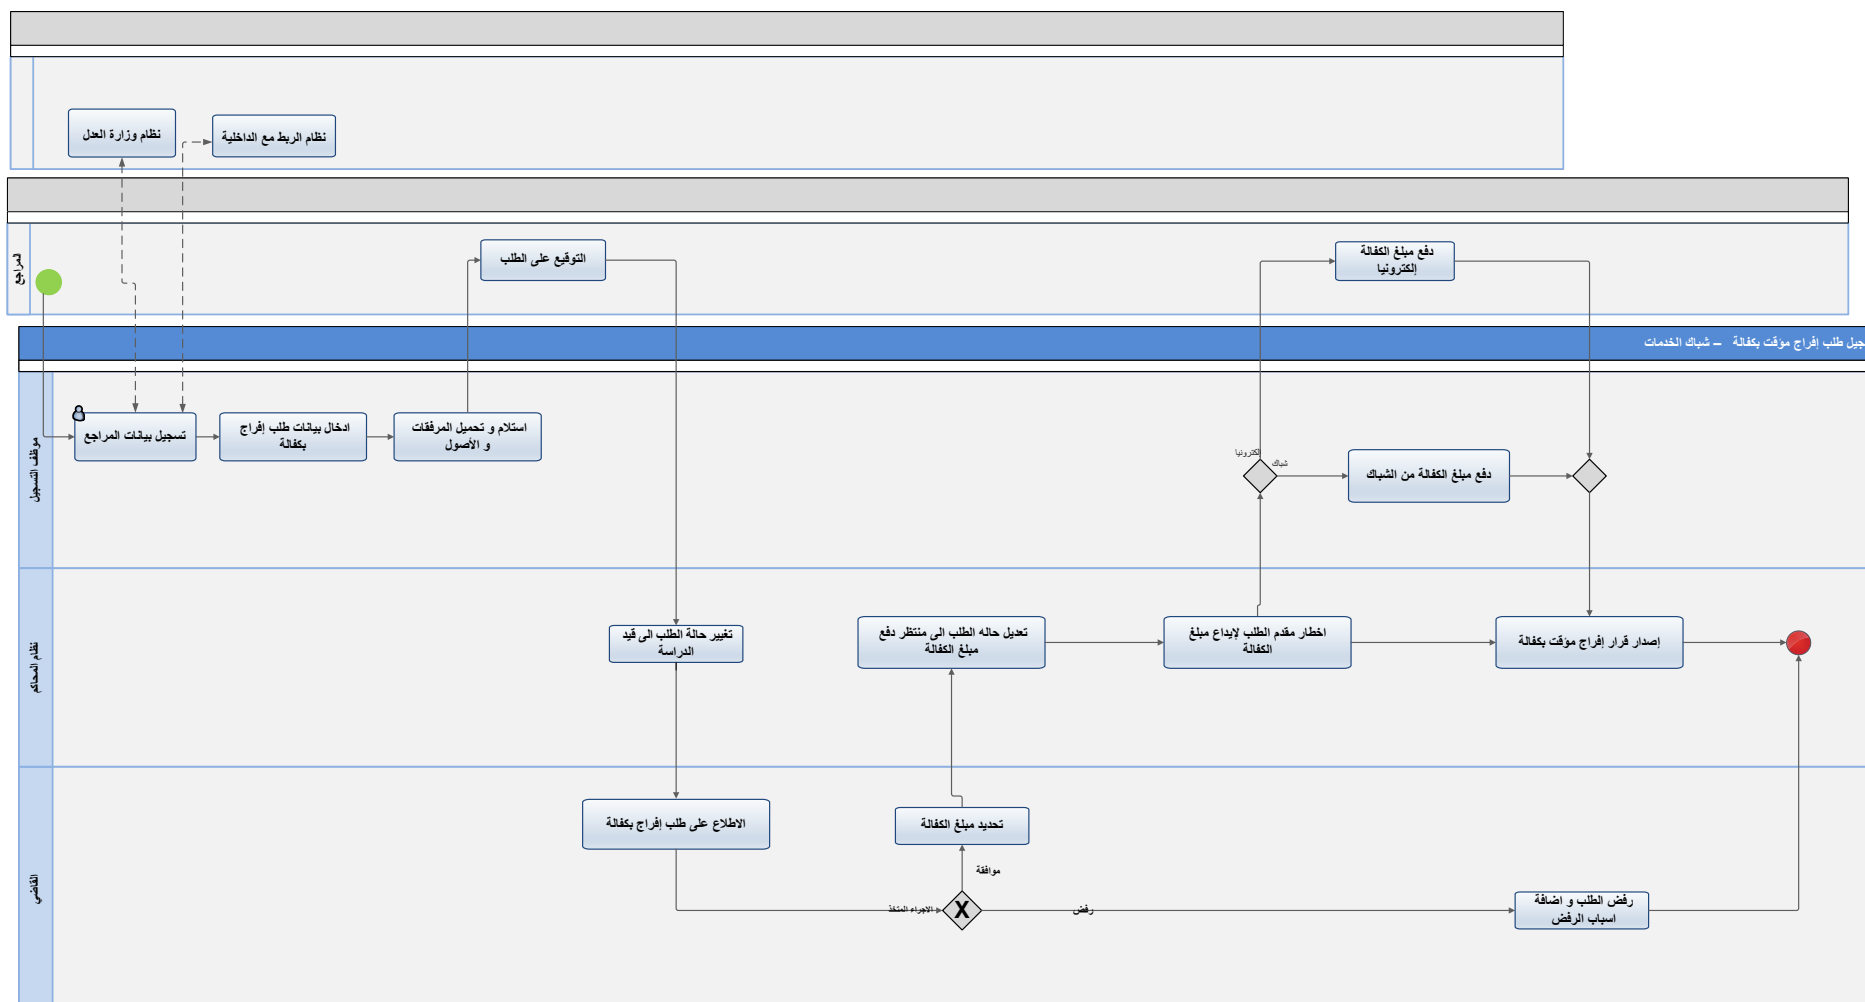 نظام وزارة العدل
نظام الربط مع الداخلية
المراجع
التوقيع على الطلب
دفع مبلغ الكفالة
إلكترونيا
جيل طلب إفراج مؤقت بكفالة – شباك الخدمات
موظف التسجيل
تسجيل بيانات المراجع
ادخال بيانات طلب إفراج
بكفالة
استلام و تحميل المرفقات
و الأصول
إلكترونيا
شباك
دفع مبلغ الكفالة من الشباك
نظام المحاكم
تغيير حالة الطلب الى قيد
الدراسة
تعديل حاله الطلب الى منتظر دفع
مبلغ الكفالة
اخطار مقدم الطلب لإيداع مبلغ
الكفالة
إصدار قرار إفراج مؤقت بكفالة
القاضي
الاطلاع على طلب إفراج بكفالة
تحديد مبلغ الكفالة
موافقة
الاجراء المتخذ
X
رفض
رفض الطلب و اضافة
اسباب الرفض